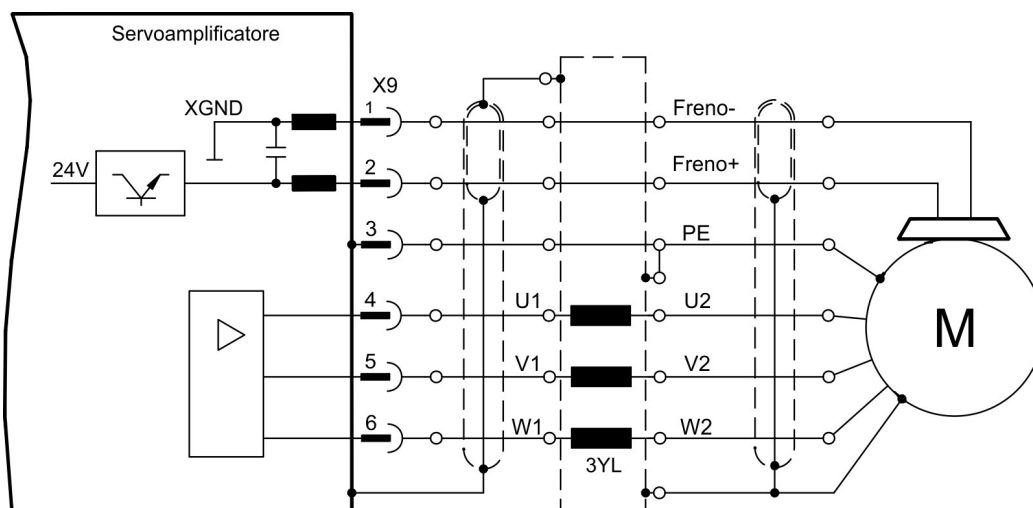 Servoamplificatore
X9
XGND
1
Freno-
24V
2
Freno+
3
PE
4
U1
U2
5
V1
V2
M
6
W1
W2
3YL